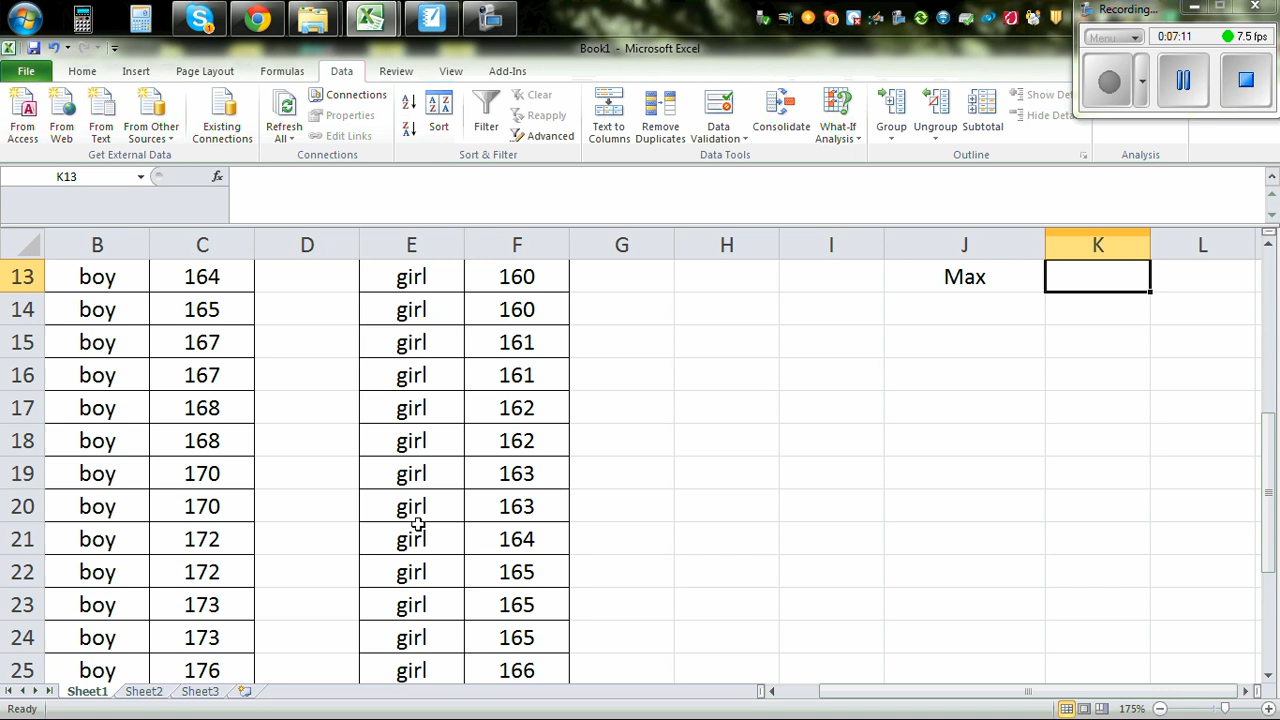 Recording...
Menu
0:07:11
7.5 fps
Book1 - Microsoft Excel
File Home Insert Page Layout Formulas Data Review View Add-Ins
From Access
From Web
From Text
From Other Sources
Existing Connections
Refresh All
Connections
Properties
Edit Links
Sort
Filter
Clear
Reapply
Advanced
Text to Columns
Remove Duplicates
Data Validation
Consolidate
What-If Analysis
Group
Ungroup
Subtotal
Show De
Hide Deta
Get External Data Connections Sort & Filter Data Tools Outline Analysis
K13 fx
B C D E F G H I J K L
13 boy 164 girl 160 Max
14 boy 165 girl 160
15 boy 167 girl 161
16 boy 167 girl 161
17 boy 168 girl 162
18 boy 168 girl 162
19 boy 170 girl 163
20 boy 170 girl 163
21 boy 172 girl 164
22 boy 172 girl 165
23 boy 173 girl 165
24 boy 173 girl 165
25 boy 176 girl 166
Sheet1 Sheet2 Sheet3
Ready 175%